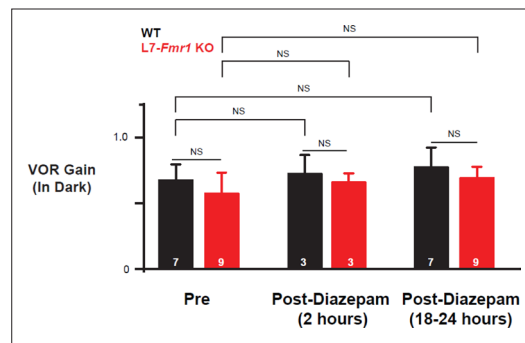 WT
L7-Fmr1 KO
NS
NS
NS
NS
NS
NS
NS
1.0
VOR Gain
(In Dark)
0
7
9
3
3
7
9
Pre
Post-Diazepam
(2 hours)
Post-Diazepam
(18-24 hours)